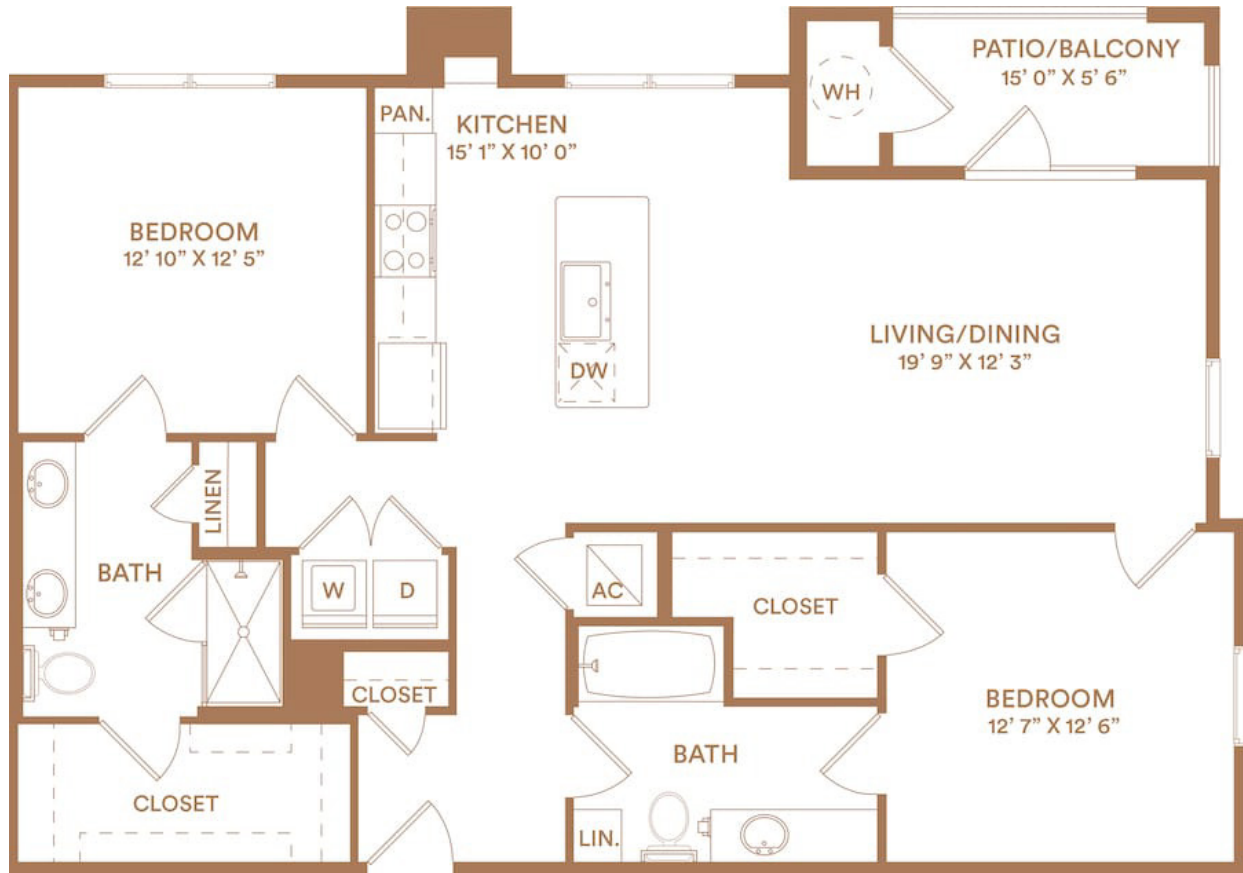 PATIO/BALCONY
15’ 0” X 5’ 6”
WH
PAN.
KITCHEN
15’ 1” X 10’ 0”
BEDROOM
12’ 10” X 12’ 5”
LIVING/DINING
19’ 9” X 12’ 3”
DW
LINEN
BATH
W
D
AC
CLOSET
CLOSET
BEDROOM
12’ 7” X 12’ 6”
BATH
CLOSET
LIN.